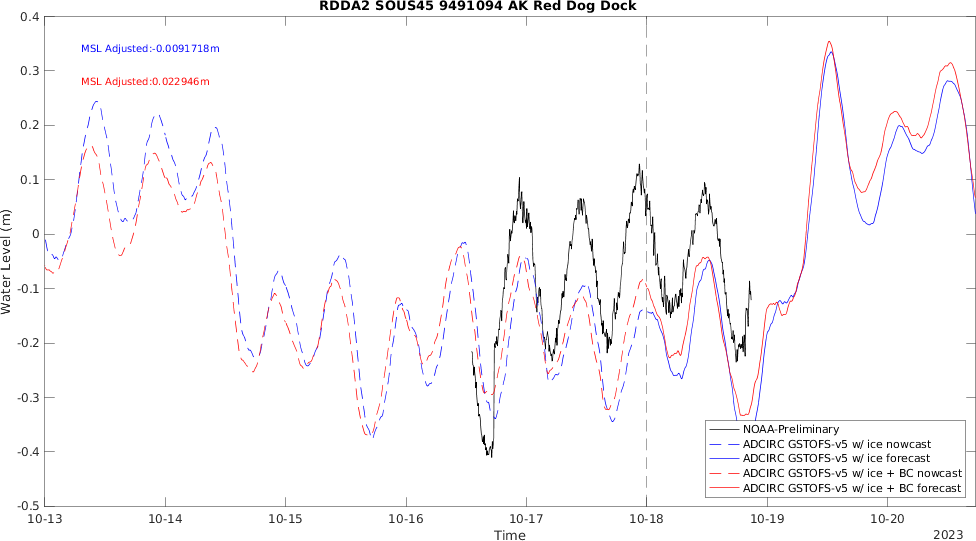 RDDA2 SOUS45 9491094 AK Red Dog Dock
0.4
0.3
0.2
0.1
0
-0.1
-0.2
-0.3
-0.4
-0.5
Water Level (m)
MSL Adjusted:-0.0091718m
MSL Adjusted:0.022946m
NOAA-Preliminary
ADCIRC GSTOFS-v5 w/ ice nowcast
ADCIRC GSTOFS-v5 w/ ice forecast
ADCIRC GSTOFS-v5 w/ ice + BC nowcast
ADCIRC GSTOFS-v5 w/ ice + BC forecast
10-13 10-14 10-15 10-16 10-17 10-18 10-19 10-20
Time
2023